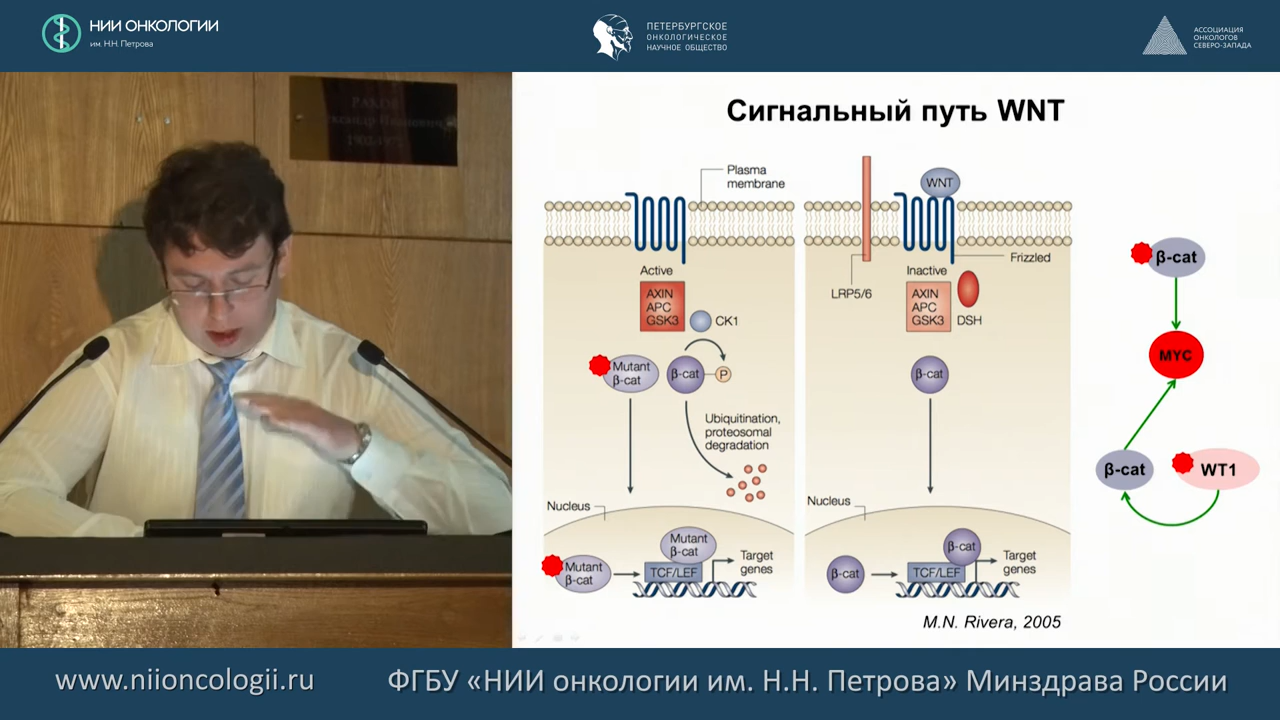 НИИ ОНКОЛОГИИ
им. Н.Н. Петрова
ПЕТЕРБУРГСКОЕ
ОНКОЛОГИЧЕСКОЕ
НАУЧНОЕ ОБЩЕСТВО
АССОЦИАЦИЯ
ОНКОЛОГОВ
СЕВЕРО-ЗАПАДА
Сигнальный путь WNT
Plasma
membrane
WNT
Active
AXIN
APC
GSK3
CK1
Mutant
β-cat
β-cat
P
Ubiquitination,
proteosomal
degradation
Nucleus
Mutant
β-cat
Mutant
β-cat
TCF/LEF
Target
genes
Frizzled
LRP5/6
Inactive
AXIN
APC
GSK3
DSH
β-cat
Nucleus
β-cat
β-cat
TCF/LEF
Target
genes
β-cat
MYC
β-cat
WT1
M.N. Rivera, 2005
www.niioncologii.ru
ФГБУ «НИИ онкологии им. Н.Н. Петрова» Минздрава России